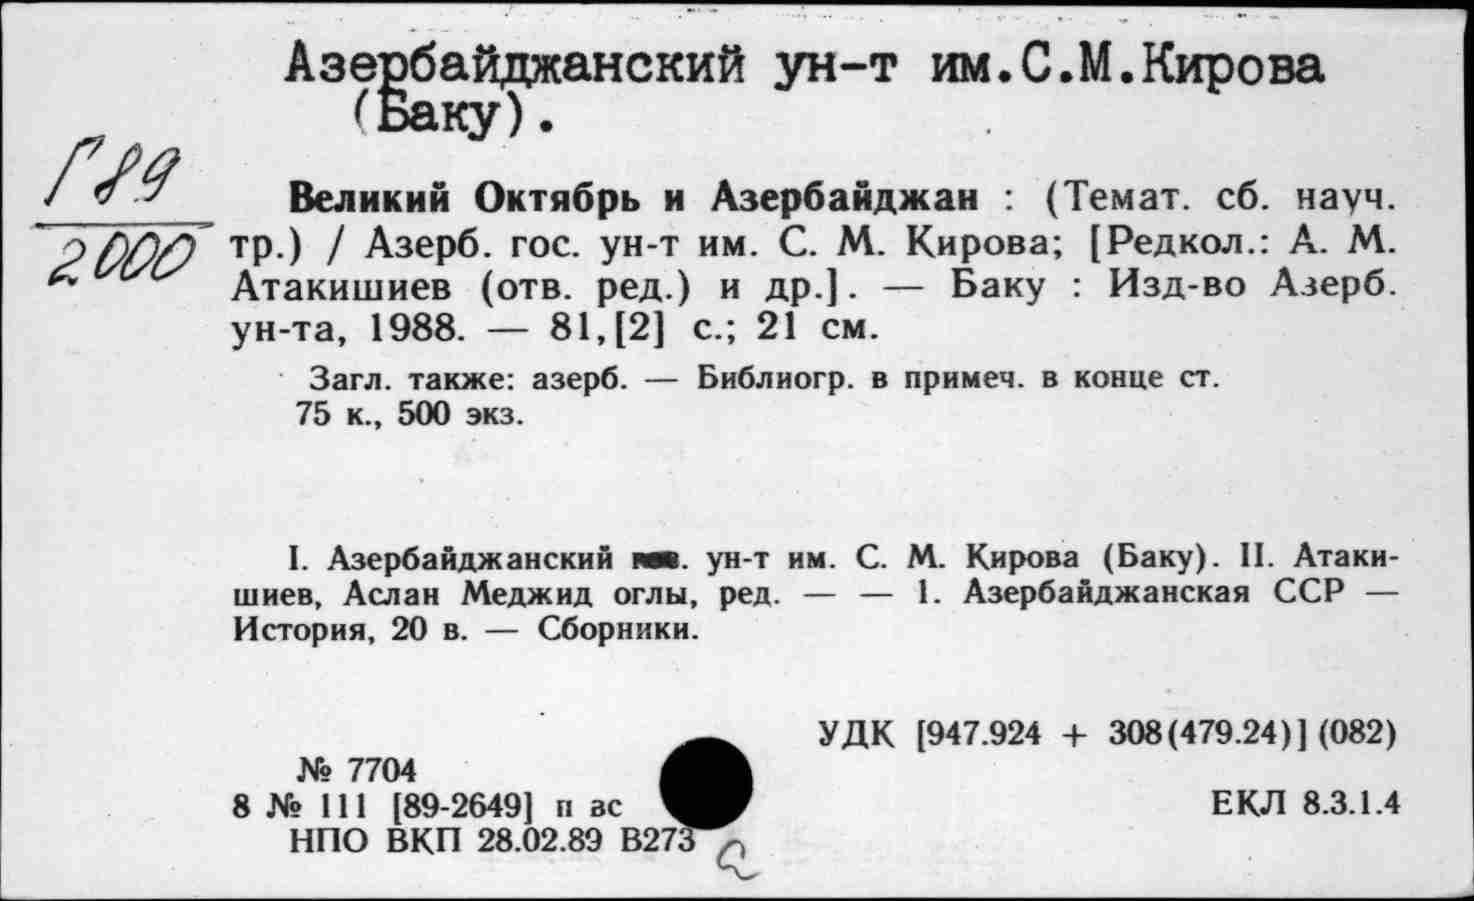 Азербайджанский ун-т им.С.М.Кирова
(Баку).
Г89
2000
Великий Октябрь и Азербайджан : (Темат. сб. науч.
тр.) / Азерб. гос. ун-т им. С. М. Кирова; [Редкол.: А. М.
Атакишиев (отв. ред.) и др.]. — Баку : Изд-во Азерб.
ун-та, 1988. — 81,[2] с.; 21 см.
Загл. также: азерб. — Библиогр. в примеч. в конце ст.
75 к., 500 экз.
I. Азербайджанский ун-т им. С. М. Кирова (Баку). II. Атаки-
шиев, Аслан Меджид оглы, ред. — — 1. Азербайджанская ССР —
История, 20 в. — Сборники.
УДК [947.924 + 308(479.24)] (082)
№ 7704
8 № 111 [89-2649] п зс
ЕКЛ 8.3.1.4
НПО ВКП 28.02.89 В273